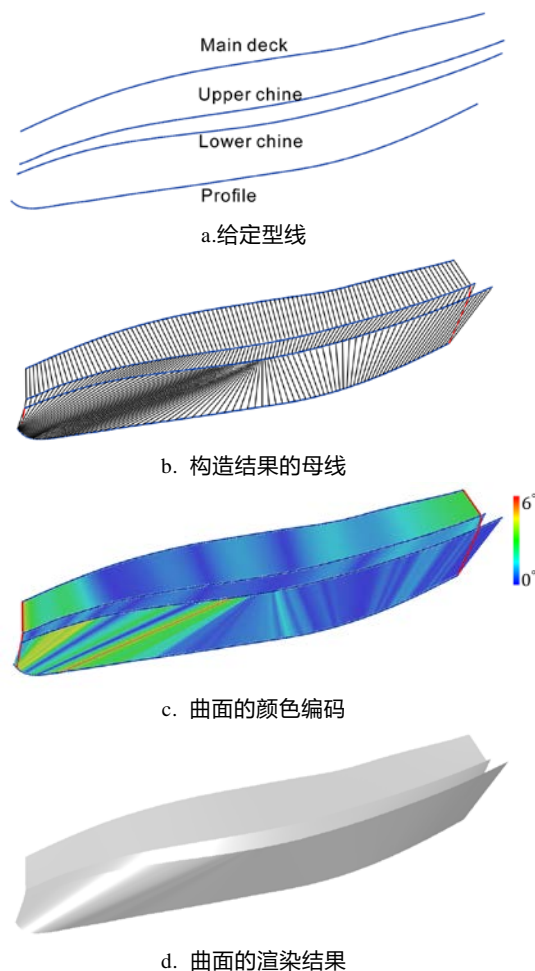 Main deck
Upper chine
Lower chine
Profile
a.给定型线
b. 构造结果的母线
6°
0°
c. 曲面的颜色编码
d. 曲面的渲染结果